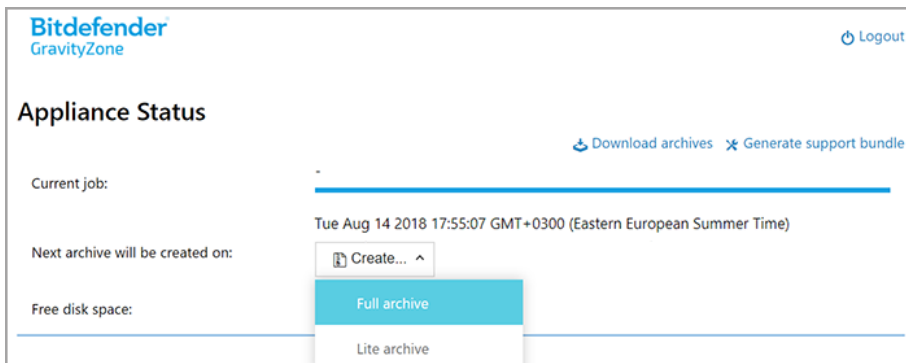 Bitdefender
GravityZone
Logout
Appliance Status
Download archives Generate support bundle
Current job:
-
Tue Aug 14 2018 17:55:07 GMT+0300 (Eastern European Summer Time)
Next archive will be created on:
Create...
Free disk space:
Full archive
Lite archive